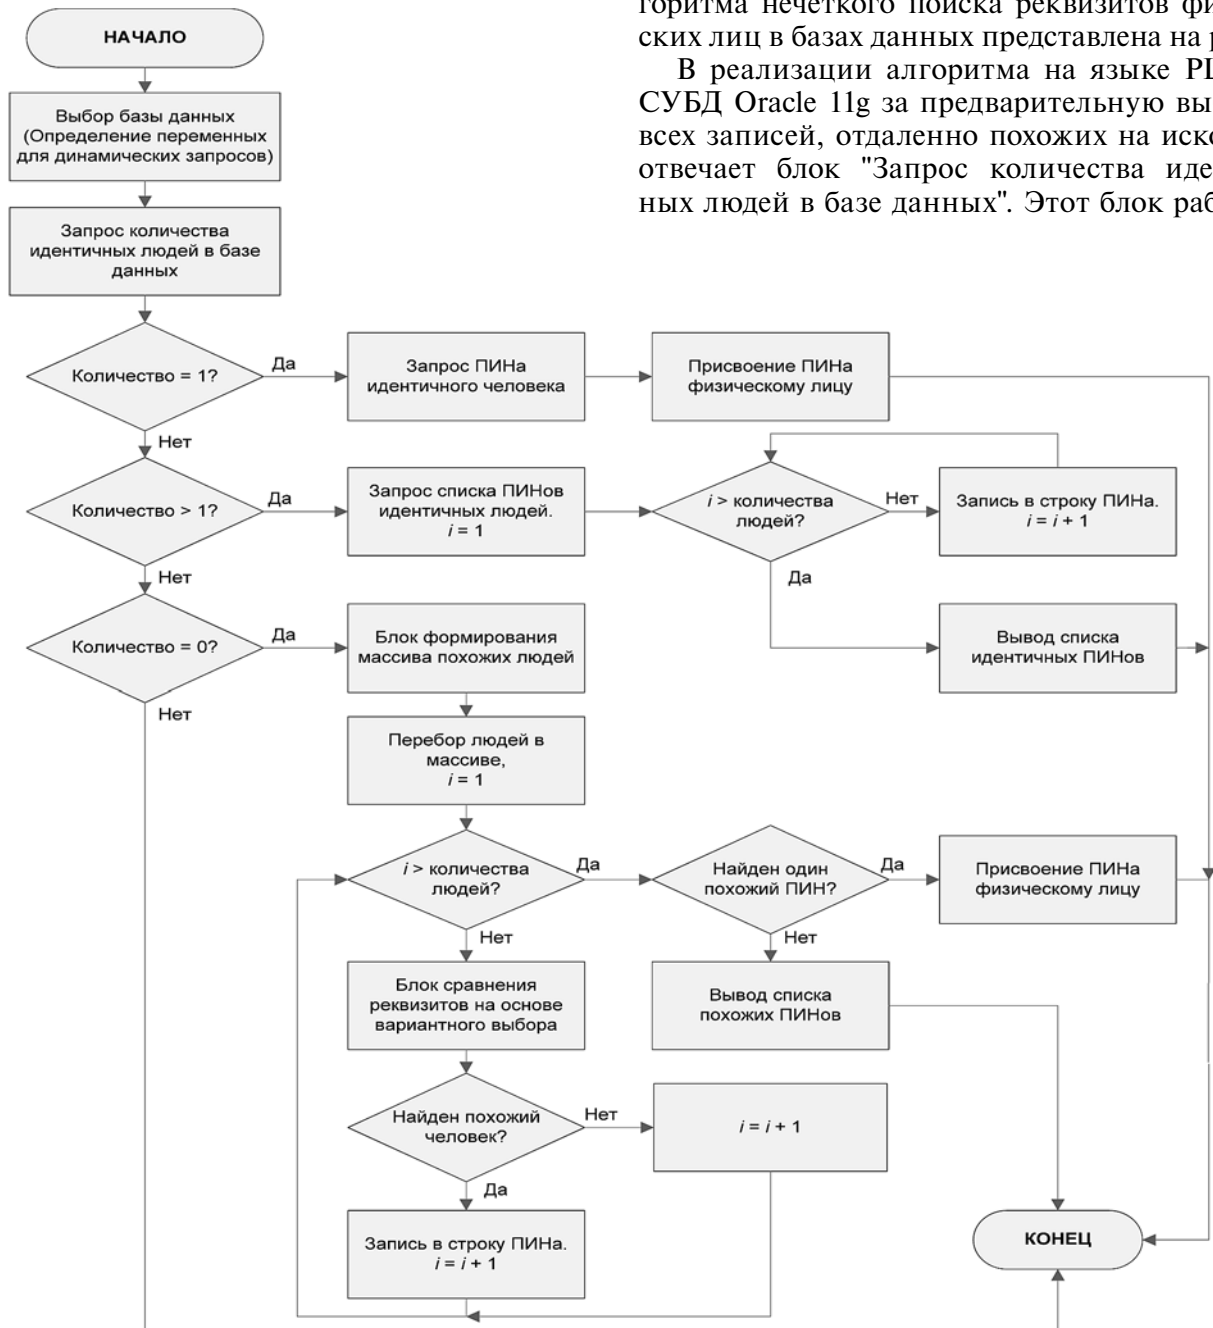 горитма нечеткого поиска реквизитов фи
ских лиц в базах данных представлена на
В реализации алгоритма на языке
СУБД Oracle 11g за предварительную вы
всех записей, отдаленно похожих на иско
отвечает блок "Запрос количества иде
ных людей в базе данных". Этот блок раб
НАЧАЛО
Выбор базы данных
(Определение переменных
для динамических запросов)
Запрос количества
идентичных людей в базе
данных
Количество = 1?
Да
Запрос ПИНа
идентичного человека
Присвоение ПИНа
физическому лицу
Нет
Количество > 1?
Да
Запрос списка ПИНов
идентичных людей.
i = 1
i > количества
людей?
Нет
Запись в строку ПИНа.
i = i + 1
Да
Нет
Количество = 0?
Да
Блок формирования
массива похожих людей
Вывод списка
идентичных ПИНов
Нет
Перебор людей в
массиве,
i = 1
i > количества
людей?
Да
Найден один
похожий ПИН?
Да
Присвоение ПИНа
физическому лицу
Нет
Нет
Блок сравнения
реквизитов на основе
вариантного выбора
Вывод списка
похожих ПИНов
Найден похожий
человек?
Нет
i = i + 1
Да
Запись в строку ПИНа.
i = i + 1
КОНЕЦ